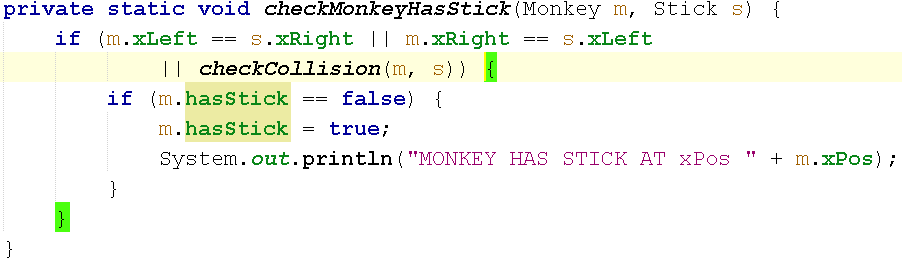 private static void checkMonkeyHasStick(Monkey m, Stick s) {
if (m.xLeft == s.xRight || m.xRight == s.xLeft
|| checkCollision(m, s)) {
if (m.hasStick == false) {
m.hasStick = true;
System.out.println("MONKEY HAS STICK AT xPos " + m.xPos);
}
}
}